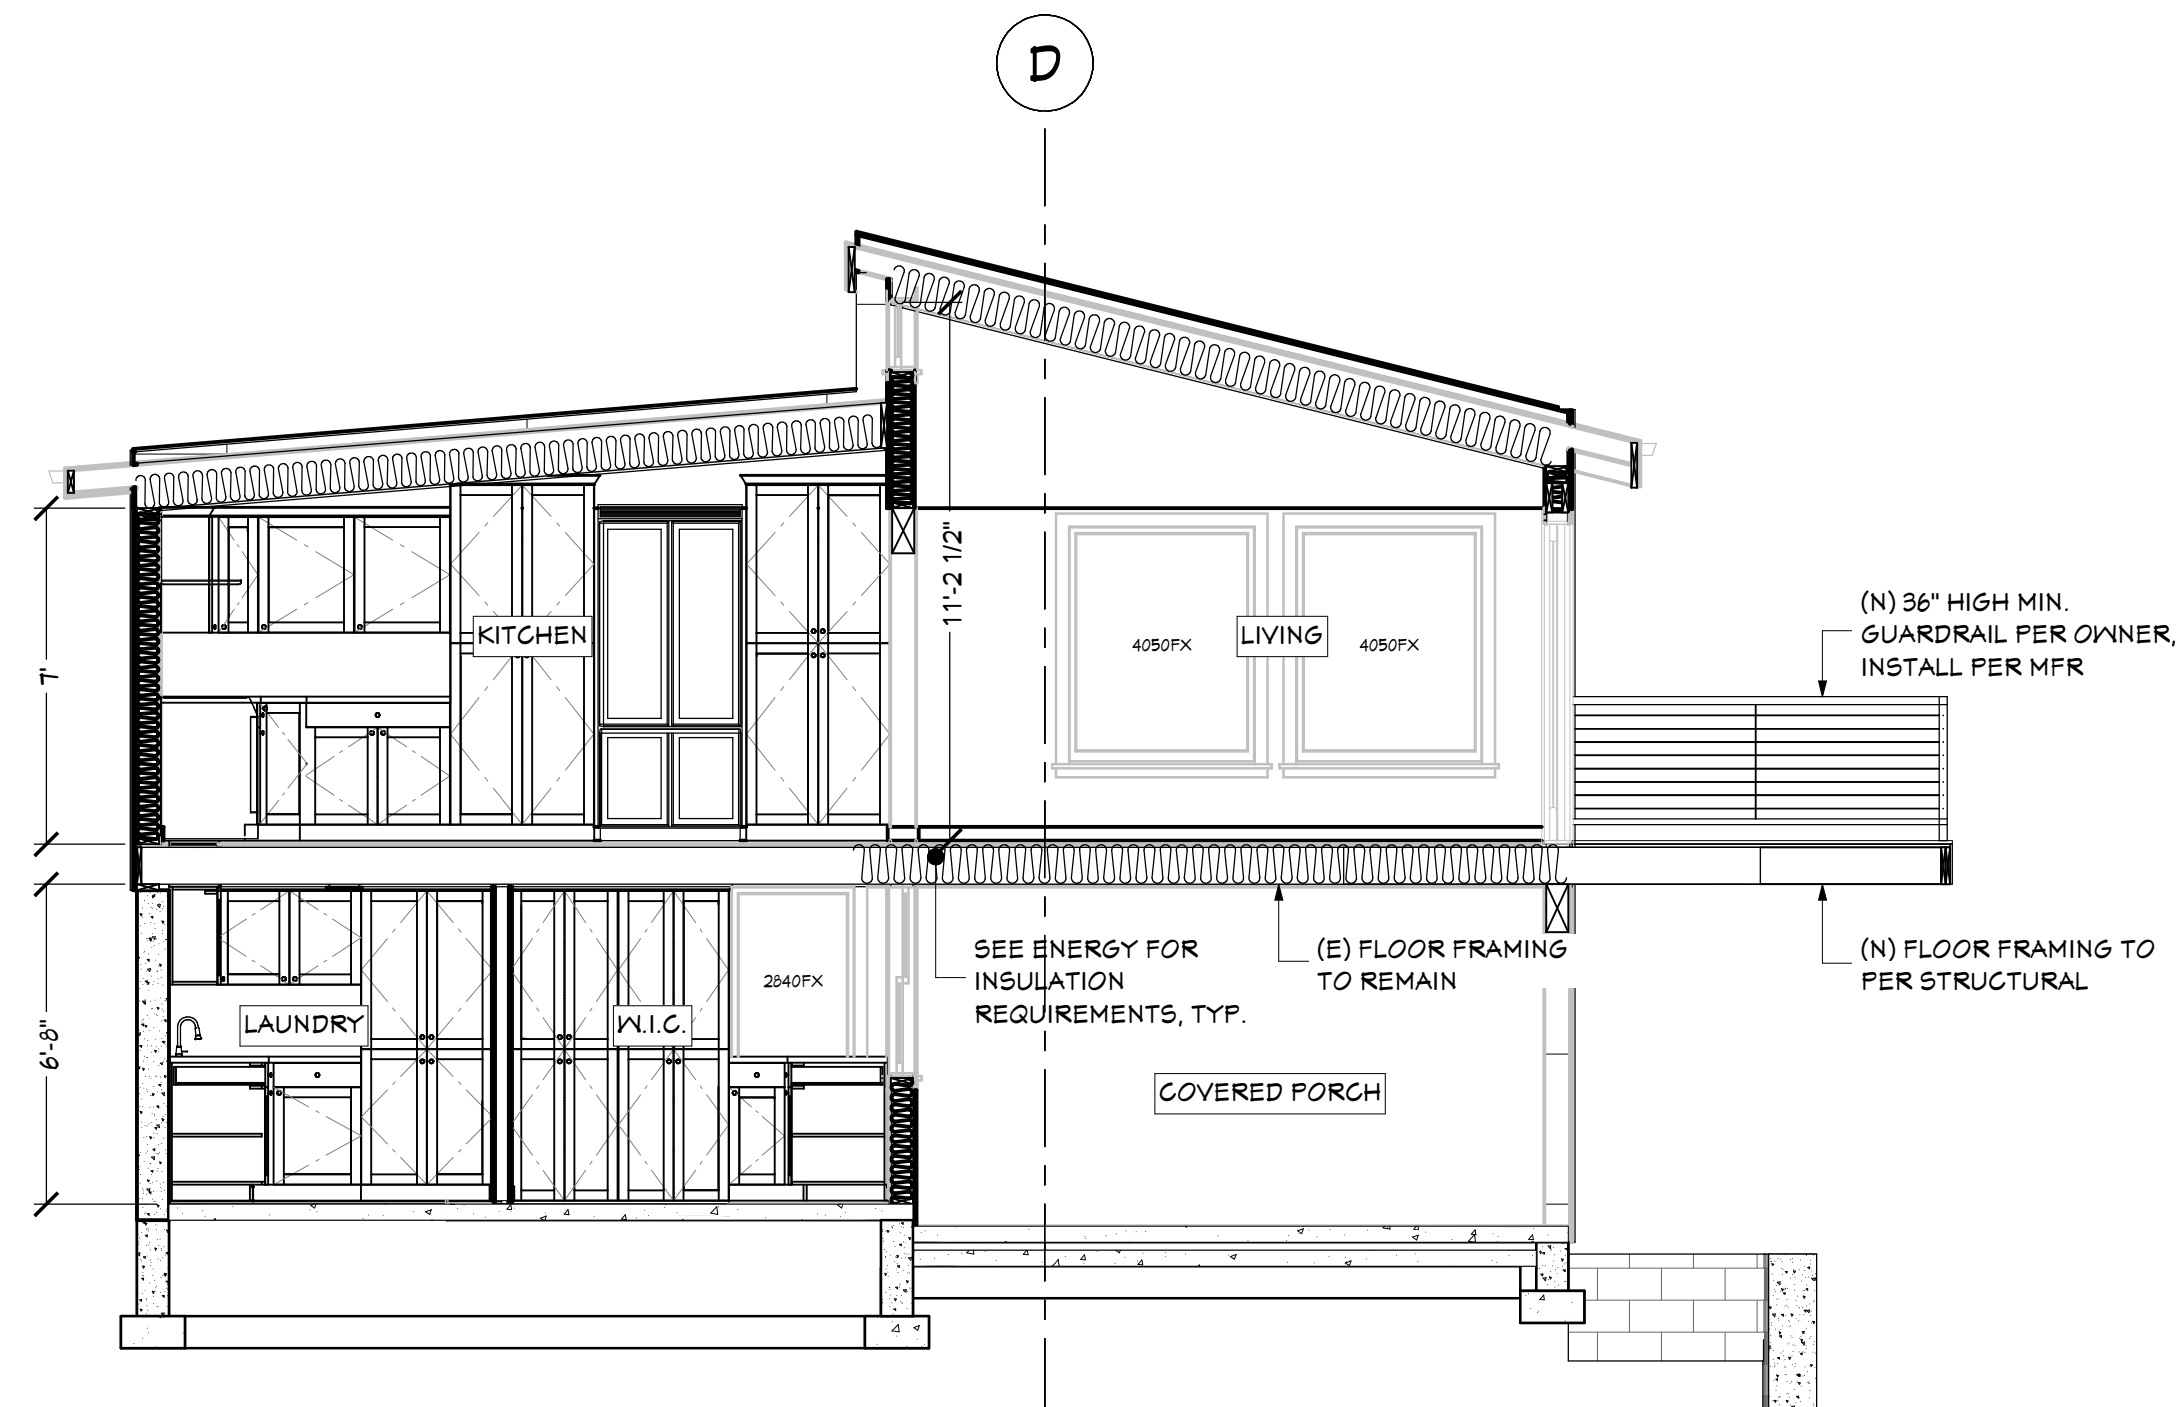 D
11'-2 1/2"
(N) 36" HIGH MIN.
GUARDRAIL PER OWNER,
INSTALL PER MFR
KITCHEN
4050FX
LIVING
4050FX
7'
SEE ENERGY FOR
INSULATION
REQUIREMENTS, TYP.
(E) FLOOR FRAMING
TO REMAIN
(N) FLOOR FRAMING TO
PER STRUCTURAL
2840FX
LAUNDRY
W.I.C.
6'-8"
COVERED PORCH